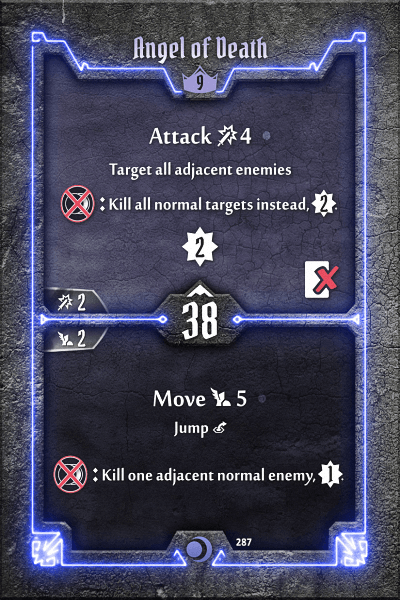 Angel of Death
9
Attack 4
Target all adjacent enemies
: Kill all normal targets instead, 2.
2
2
38
2
Move 5
Jump
: Kill one adjacent normal enemy, 1.
287